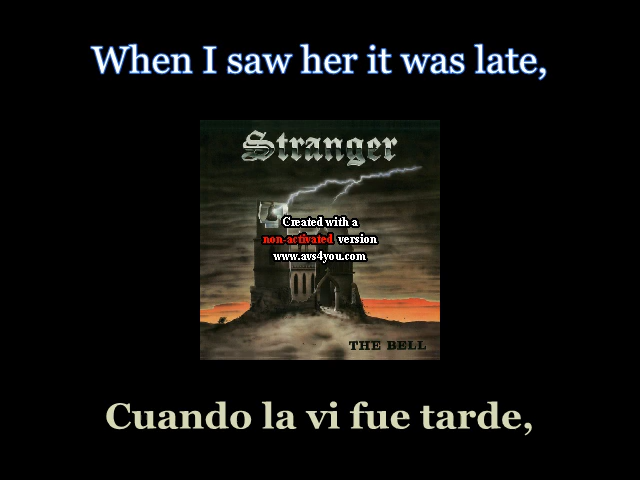 When I saw her it was late,
Stranger
Created with a
non-activated version
www.avs4you.com
THE BELL
Cuando la vi fue tarde,